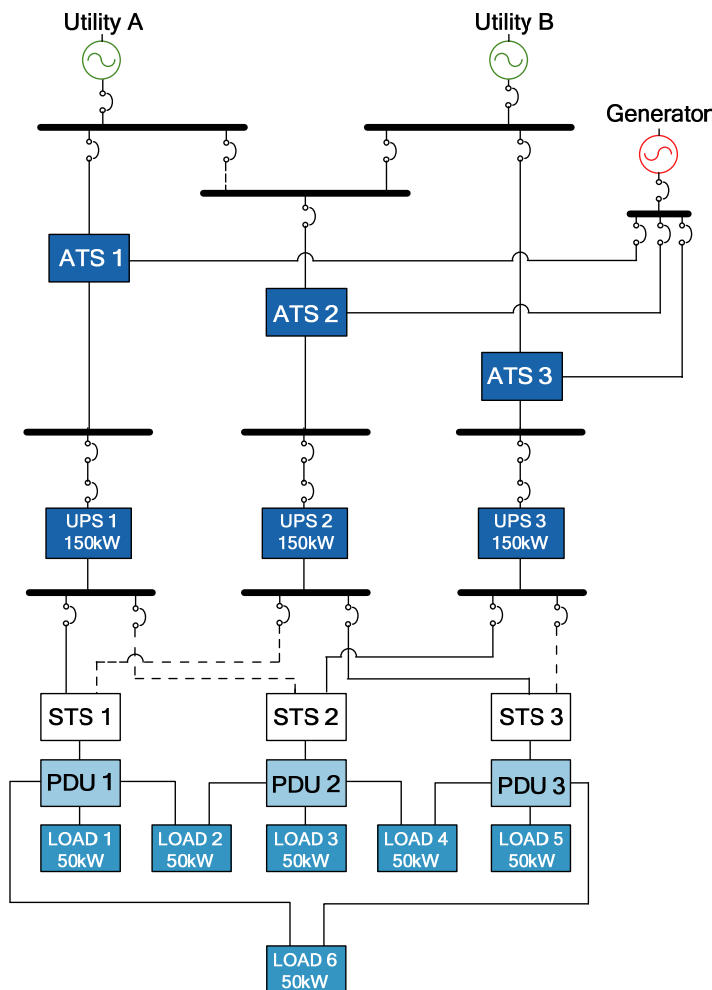 Utility A
Utility B
Generator
ATS 1
ATS 2
ATS 3
UPS 1
150kW
UPS 2
150kW
UPS 3
150kW
STS 1
STS 2
STS 3
PDU 1
PDU 2
PDU 3
LOAD 1
50kW
LOAD 2
50kW
LOAD 3
50kW
LOAD 4
50kW
LOAD 5
50kW
LOAD 6
50kW